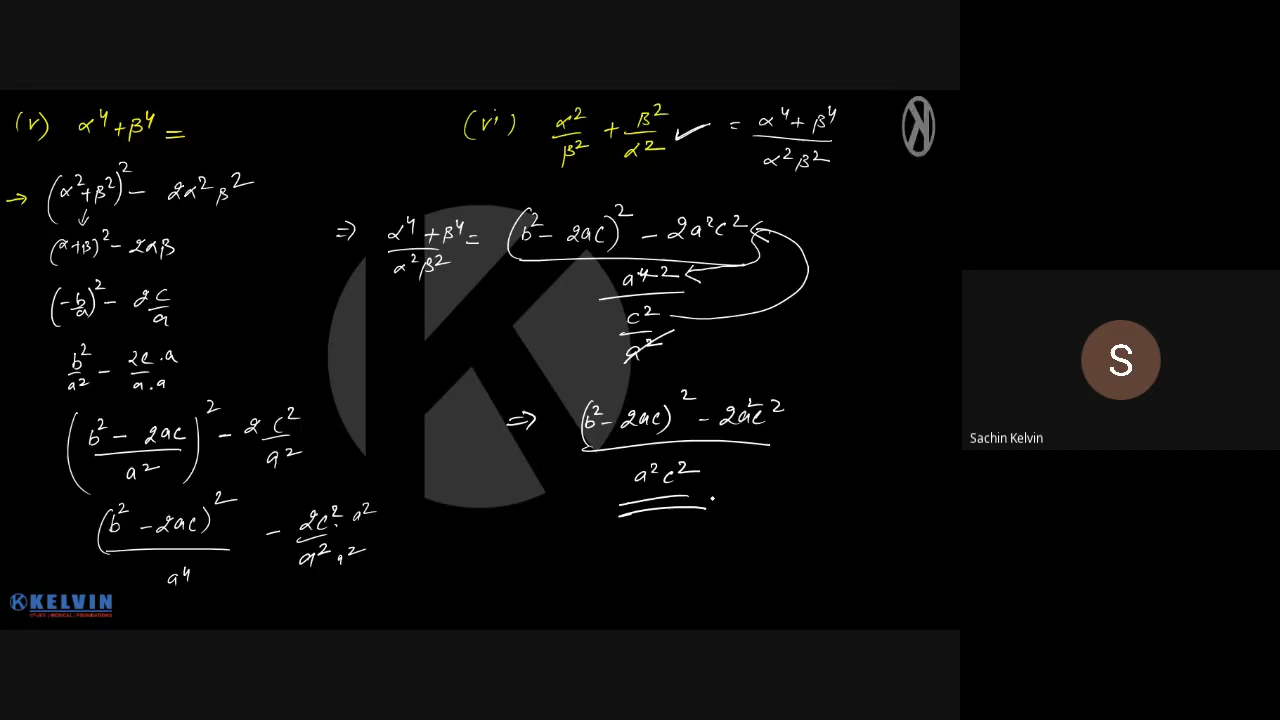 (v) α⁴ + β⁴ =
→ (α² + β²)² − 2α²β²
(α + β)² − 2αβ
(−b/a)² − 2c/a
b²/a² − 2c·a/a·a
((b² − 2ac)/a²)² − 2c²/a²
(b² − 2ac)²/a⁴ − 2c²·a²/a²·a²
(vi) α²/β² + β²/α² ✓ = (α⁴ + β⁴)/(α²β²)
⇒ (α⁴ + β⁴)/(α²β²) = (b² − 2ac)² − 2a²c²
a⁴ ²
c²
a²
⇒ (b² − 2ac)² − 2a²c²
a²c²
KELVIN
S
Sachin Kelvin